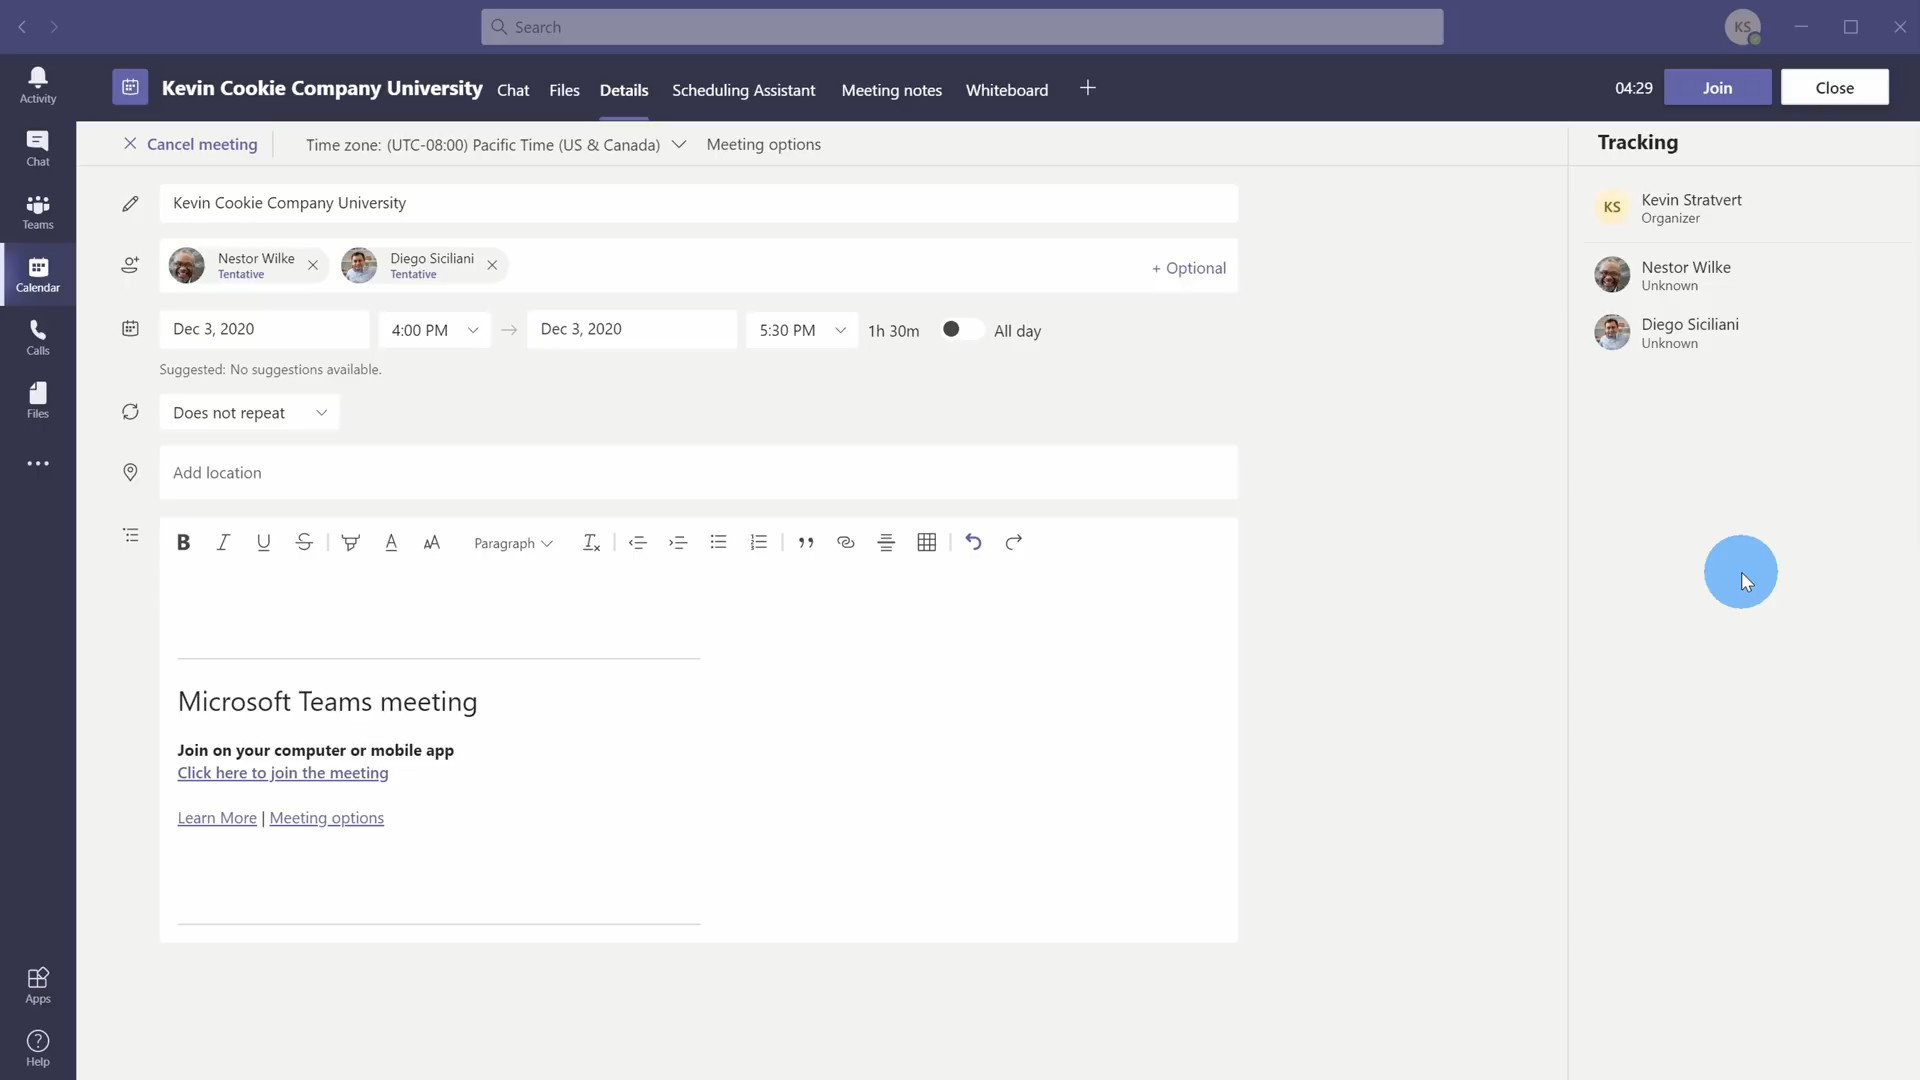 Search
KS
Activity
Chat
Teams
Calendar
Calls
Files
Apps
Help
Kevin Cookie Company University Chat Files Details Scheduling Assistant Meeting notes Whiteboard
04:29 Join Close
Cancel meeting Time zone: (UTC-08:00) Pacific Time (US & Canada) Meeting options
Kevin Cookie Company University
Nestor Wilke
Tentative
Diego Siciliani
Tentative
+ Optional
Dec 3, 2020 4:00 PM Dec 3, 2020 5:30 PM 1h 30m All day
Suggested: No suggestions available.
Does not repeat
Add location
B I U S A AA Paragraph
Microsoft Teams meeting
Join on your computer or mobile app
Click here to join the meeting
Learn More | Meeting options
Tracking
KS
Kevin Stratvert
Organizer
Nestor Wilke
Unknown
Diego Siciliani
Unknown